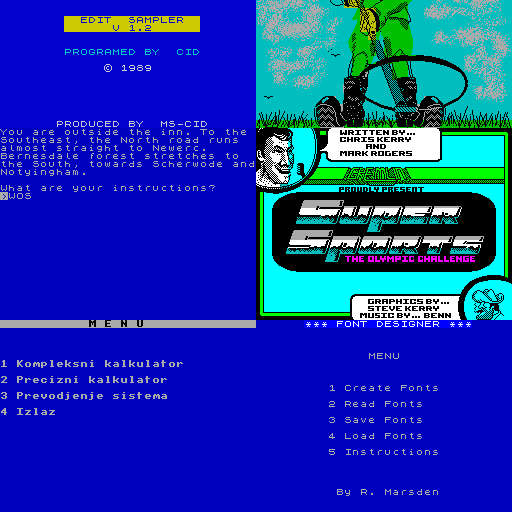 EDIT SAMPLER
V 1.2
PROGRAMED BY CID
© 1989
PRODUCED BY MS-CID
You are outside the inn. To the
Southeast, the North road runs
almost straight to Newerc.
Bernesdale forest stretches to
the South, towards Scherwode and
Notyingham.
What are your instructions?
>WOS
WRITTEN BY...
CHRIS KERRY
AND
MARK ROGERS
GREMLIN
PROUDLY PRESENT
SUPER
SPORTS
THE OLYMPIC CHALLENGE
GRAPHICS BY...
STEVE KERRY
MUSIC BY... BENN
MENU
1 Kompleksni kalkulator
2 Precizni kalkulator
3 Prevodjenje sistema
4 Izlaz
*** FONT DESIGNER ***
MENU
1 Create Fonts
2 Read Fonts
3 Save Fonts
4 Load Fonts
5 Instructions
By R. Marsden